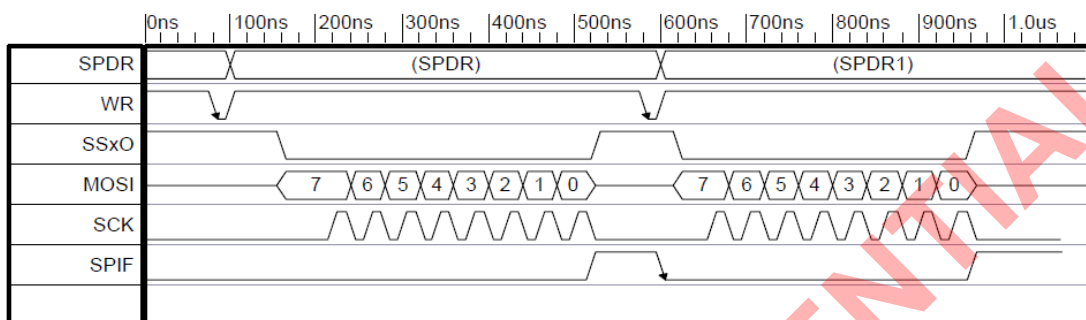 0ns 100ns 200ns 300ns 400ns 500ns 600ns 700ns 800ns 900ns 1.0us
SPDR (SPDR) (SPDR1)
WR
SSxO
MOSI 7 6 5 4 3 2 1 0 7 6 5 4 3 2 1 0
SCK
SPIF
ENTIAL